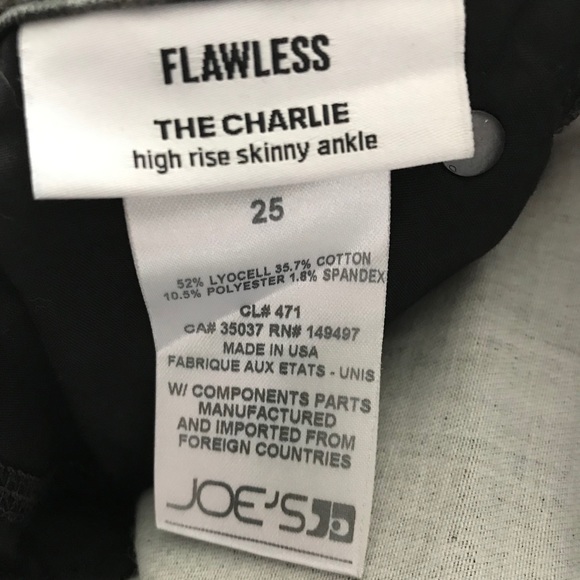 FLAWLESS
THE CHARLIE
high rise skinny ankle
25
52% LYOCELL 35.7% COTTON
10.5% POLYESTER 1.8% SPANDEX
CL# 471
CA# 35037 RN# 149497
MADE IN USA
FABRIQUE AUX ETATS - UNIS
W/ COMPONENTS PARTS
MANUFACTURED
AND IMPORTED FROM
FOREIGN COUNTRIES
JOE'S